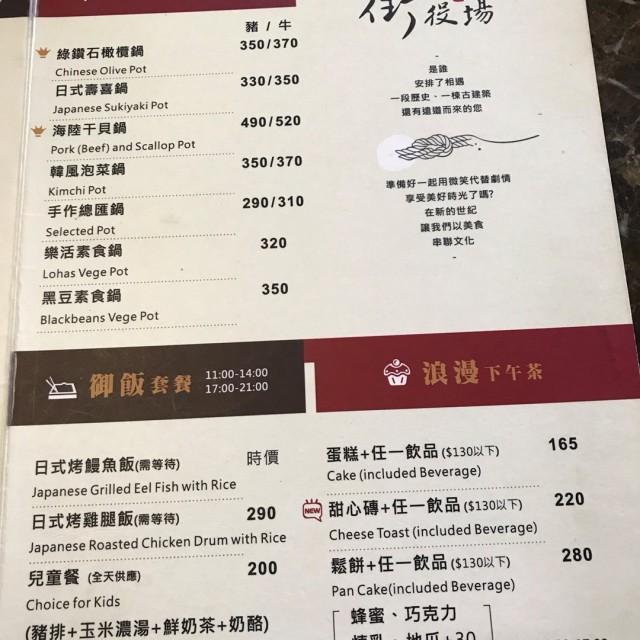 豬 / 牛
綠鑽石橄欖鍋 350/370
Chinese Olive Pot
日式壽喜鍋 330/350
Japanese Sukiyaki Pot
海陸干貝鍋 490/520
Pork (Beef) and Scallop Pot
韓風泡菜鍋 350/370
Kimchi Pot
手作總匯鍋 290/310
Selected Pot
樂活素食鍋 320
Lohas Vege Pot
黑豆素食鍋 350
Blackbeans Vege Pot
街役場
-
是誰
安排了相遇
一段歷史、一棟古建築
還有遠道而來的您
準備好一起用微笑代替劇情
享受美好時光了嗎?
在新的世紀
讓我們以美食
串聯文化
-
御飯套餐 11:00-14:00
17:00-21:00
日式烤鰻魚飯(需等待) 時價
Japanese Grilled Eel Fish with Rice
日式烤雞腿飯(需等待) 290
Japanese Roasted Chicken Drum with Rice
兒童餐 (全天供應) 200
Choice for Kids
(豬排+玉米濃湯+鮮奶茶+奶酪)
浪漫下午茶
蛋糕+任一飲品($130以下) 165
Cake (included Beverage)
NEW 甜心磚+任一飲品($130以下) 220
Cheese Toast (included Beverage)
鬆餅+任一飲品($130以下) 280
Pan Cake(included Beverage)
蜂蜜、巧克力
煉乳、地瓜+30